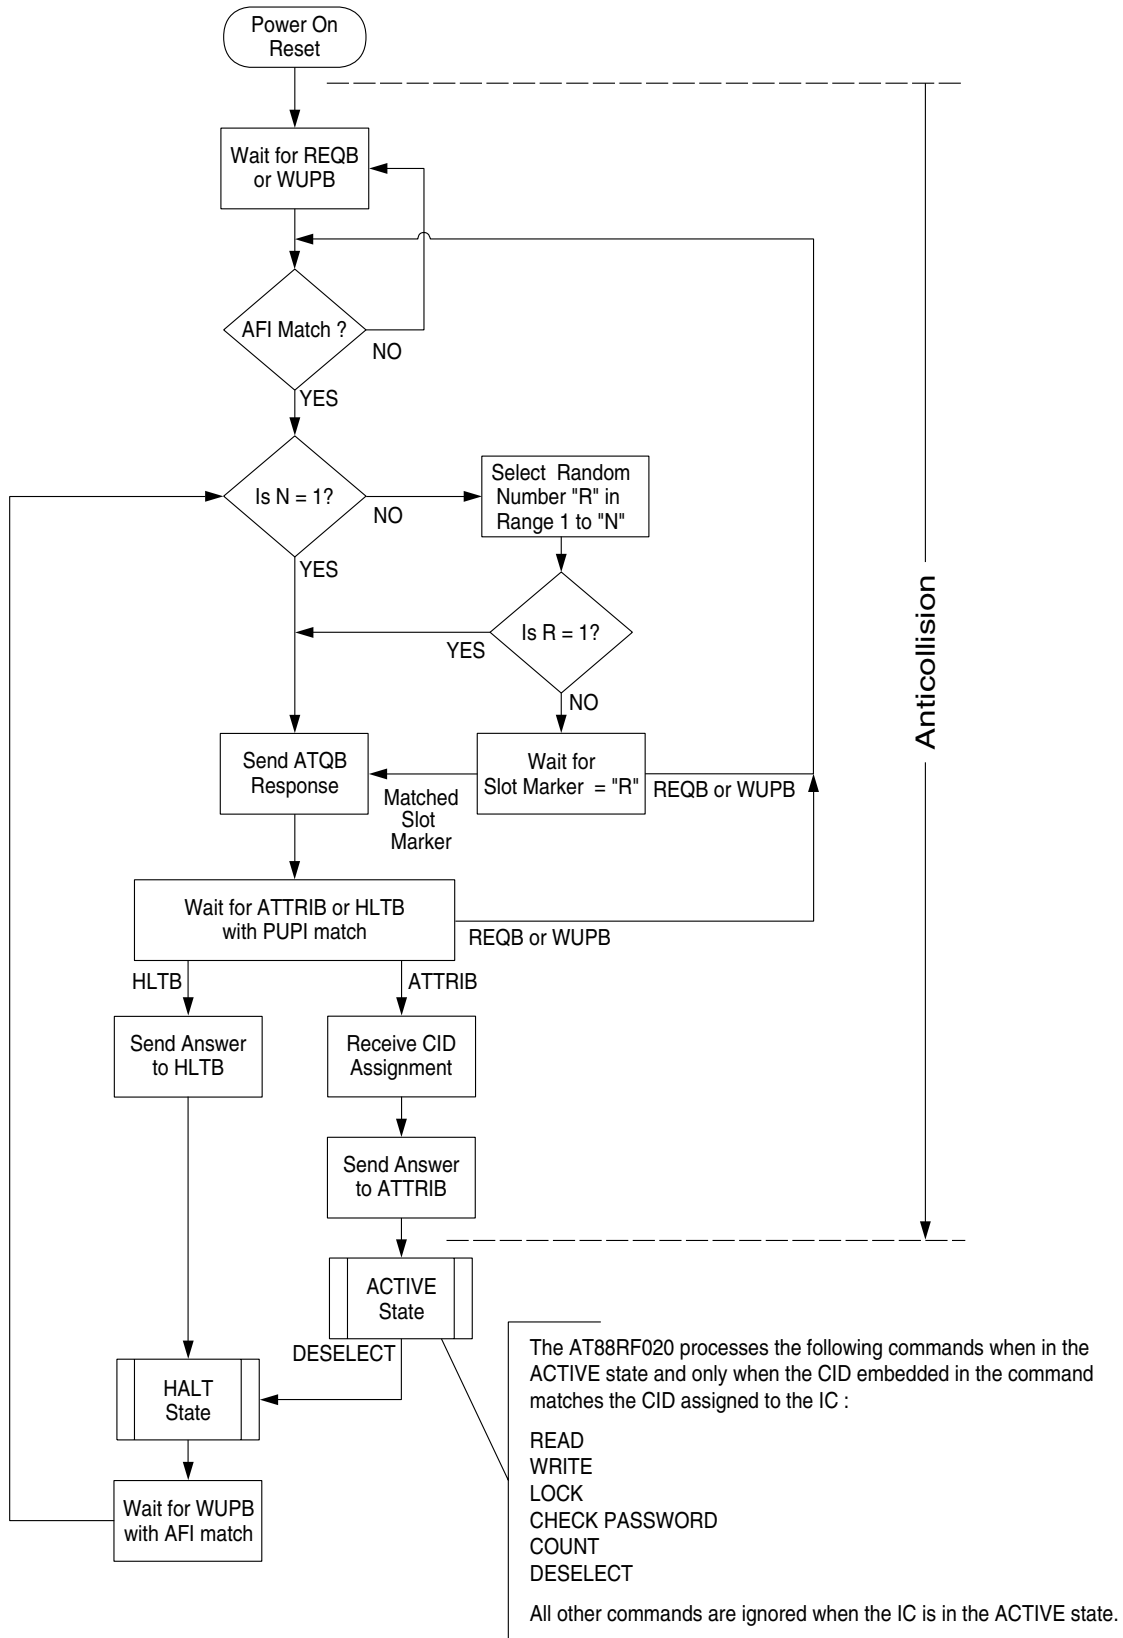 Power On
Reset
Wait for REQB
or WUPB
AFI Match ?
NO
YES
Is N = 1?
NO
YES
Select Random
Number "R" in
Range 1 to "N"
Is R = 1?
YES
NO
Send ATQB
Response
Wait for
Slot Marker = "R"
Matched
Slot
Marker
REQB or WUPB
Anticollision
Wait for ATTRIB or HLTB
with PUPI match
REQB or WUPB
HLTB
ATTRIB
Send Answer
to HLTB
Receive CID
Assignment
Send Answer
to ATTRIB
ACTIVE
State
DESELECT
HALT
State
Wait for WUPB
with AFI match
The AT88RF020 processes the following commands when in the
ACTIVE state and only when the CID embedded in the command
matches the CID assigned to the IC :
READ
WRITE
LOCK
CHECK PASSWORD
COUNT
DESELECT
All other commands are ignored when the IC is in the ACTIVE state.